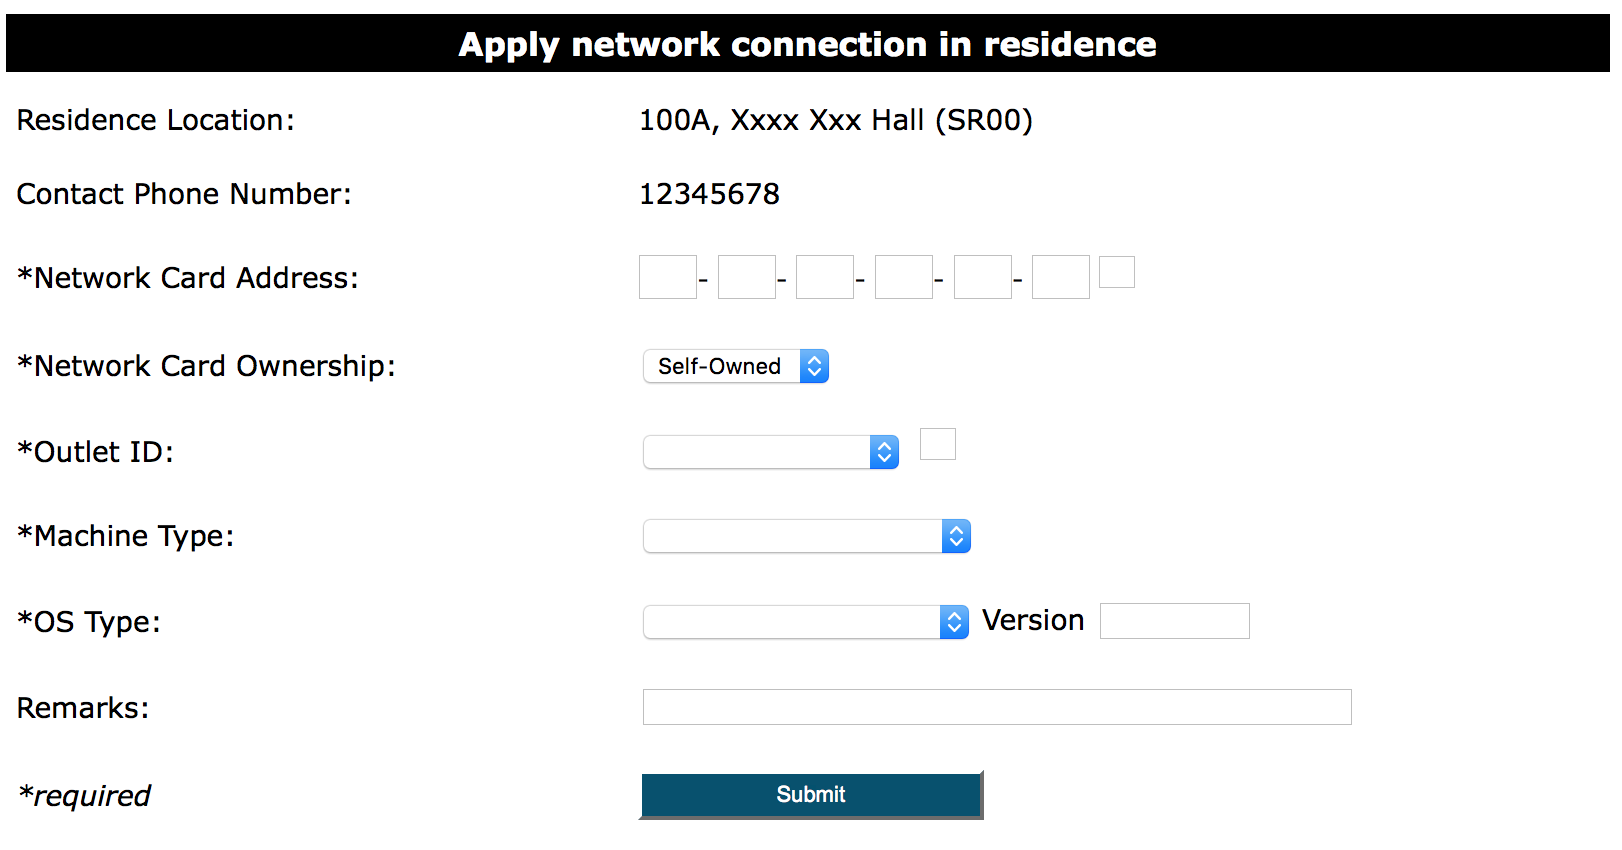 Apply network connection in residence
Residence Location: 100A, Xxxx Xxx Hall (SR00)
Contact Phone Number: 12345678
*Network Card Address: - - - - -
*Network Card Ownership: Self-Owned
*Outlet ID:
*Machine Type:
*OS Type: Version
Remarks:
*required Submit